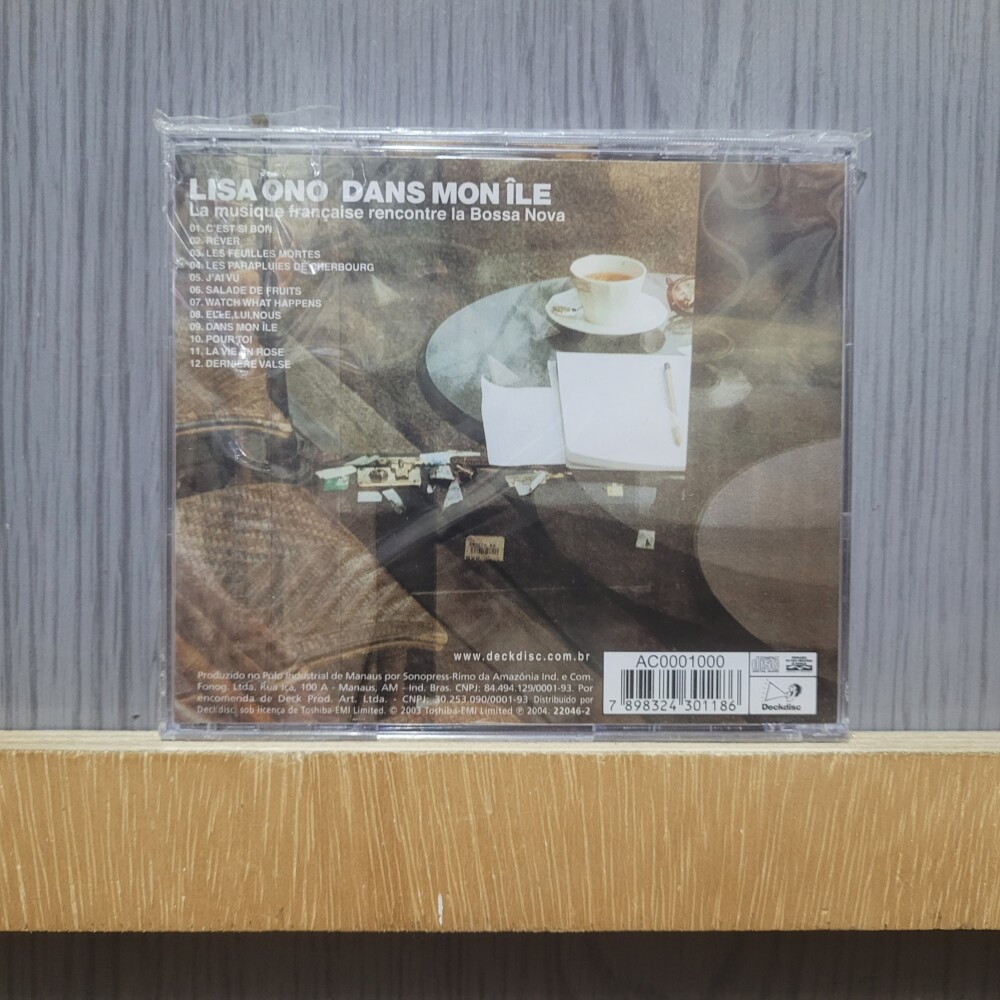 LISA ONO DANS MON ÎLE
La musique française rencontre la Bossa Nova
01. C'EST SI BON
02. RÊVER
03. LES FEUILLES MORTES
04. LES PARAPLUIES DE CHERBOURG
05. J'AI VU
06. SALADE DE FRUITS
07. WATCH WHAT HAPPENS
08. ELLE,LUI,NOUS
09. DANS MON ÎLE
10. POUR TOI
11. LA VIE EN ROSE
12. DERNIÈRE VALSE
www.deckdisc.com.br
Produzido no Polo Industrial de Manaus por Sonopress-Rimo da Amazônia Ind. e Com.
Fonog. Ltda. Rua Içá, 100 A - Manaus, AM - Ind. Bras. CNPJ: 84.494.129/0001-93. Por
encomenda de Deck Prod. Art. Ltda. - CNPJ: 30.253.090/0001-93 Distribuído por
Deckdisc, sob licença de Toshiba-EMI Limited. © 2003 Toshiba-EMI Limited ℗ 2004. 22046-2
AC0001000
7 898324 301186
Deckdisc